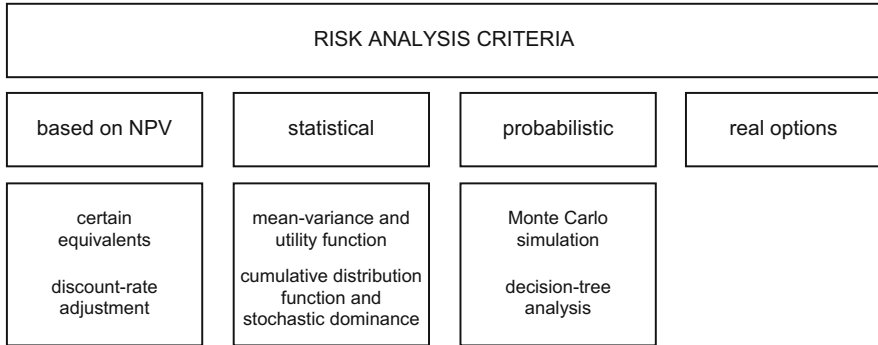 RISK ANALYSIS CRITERIA
based on NPV
statistical
probabilistic
real options
certain
equivalents
discount-rate
adjustment
mean-variance and
utility function
cumulative distribution
function and
stochastic dominance
Monte Carlo
simulation
decision-tree
analysis